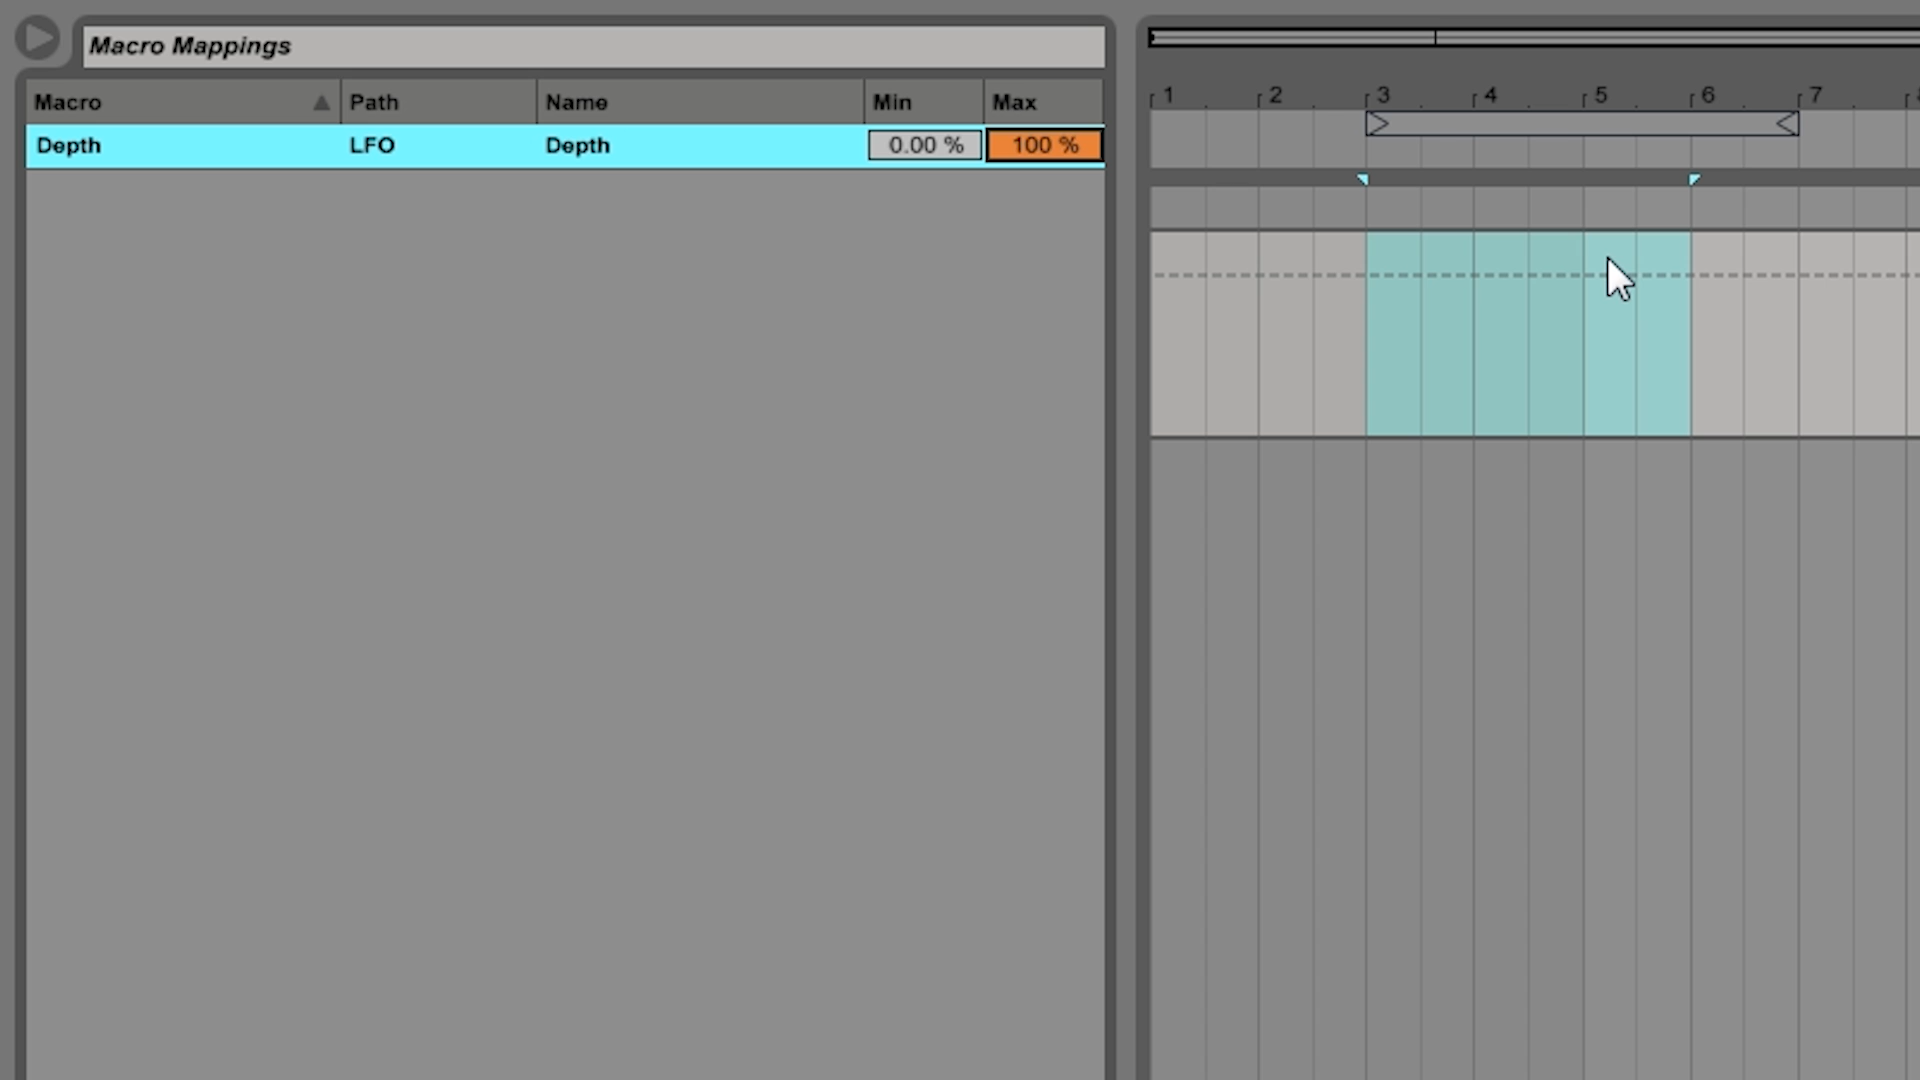 Macro Mappings
Macro Path Name Min Max
Depth LFO Depth 0.00 % 100 %
1 2 3 4 5 6 7